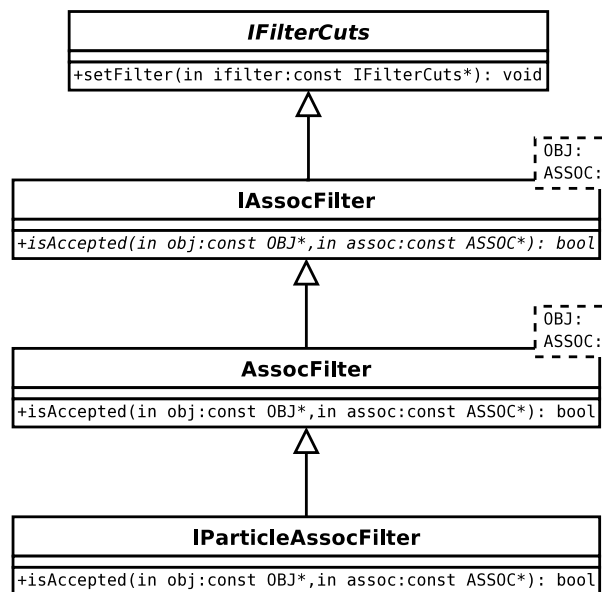 IFilterCuts
+setFilter(in ifilter:const IFilterCuts*): void
OBJ:
ASSOC:
IAssocFilter
+isAccepted(in obj:const OBJ*,in assoc:const ASSOC*): bool
OBJ:
ASSOC:
AssocFilter
+isAccepted(in obj:const OBJ*,in assoc:const ASSOC*): bool
IParticleAssocFilter
+isAccepted(in obj:const OBJ*,in assoc:const ASSOC*): bool